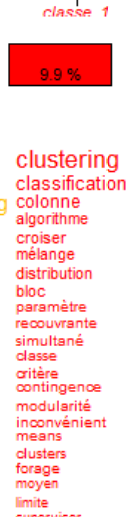 classe 1
9.9 %
clustering
classification
colonne
algorithme
croiser
mélange
distribution
bloc
paramètre
recouvrante
simultané
classe
critère
contingence
modularité
inconvénient
means
clusters
forage
moyen
limite